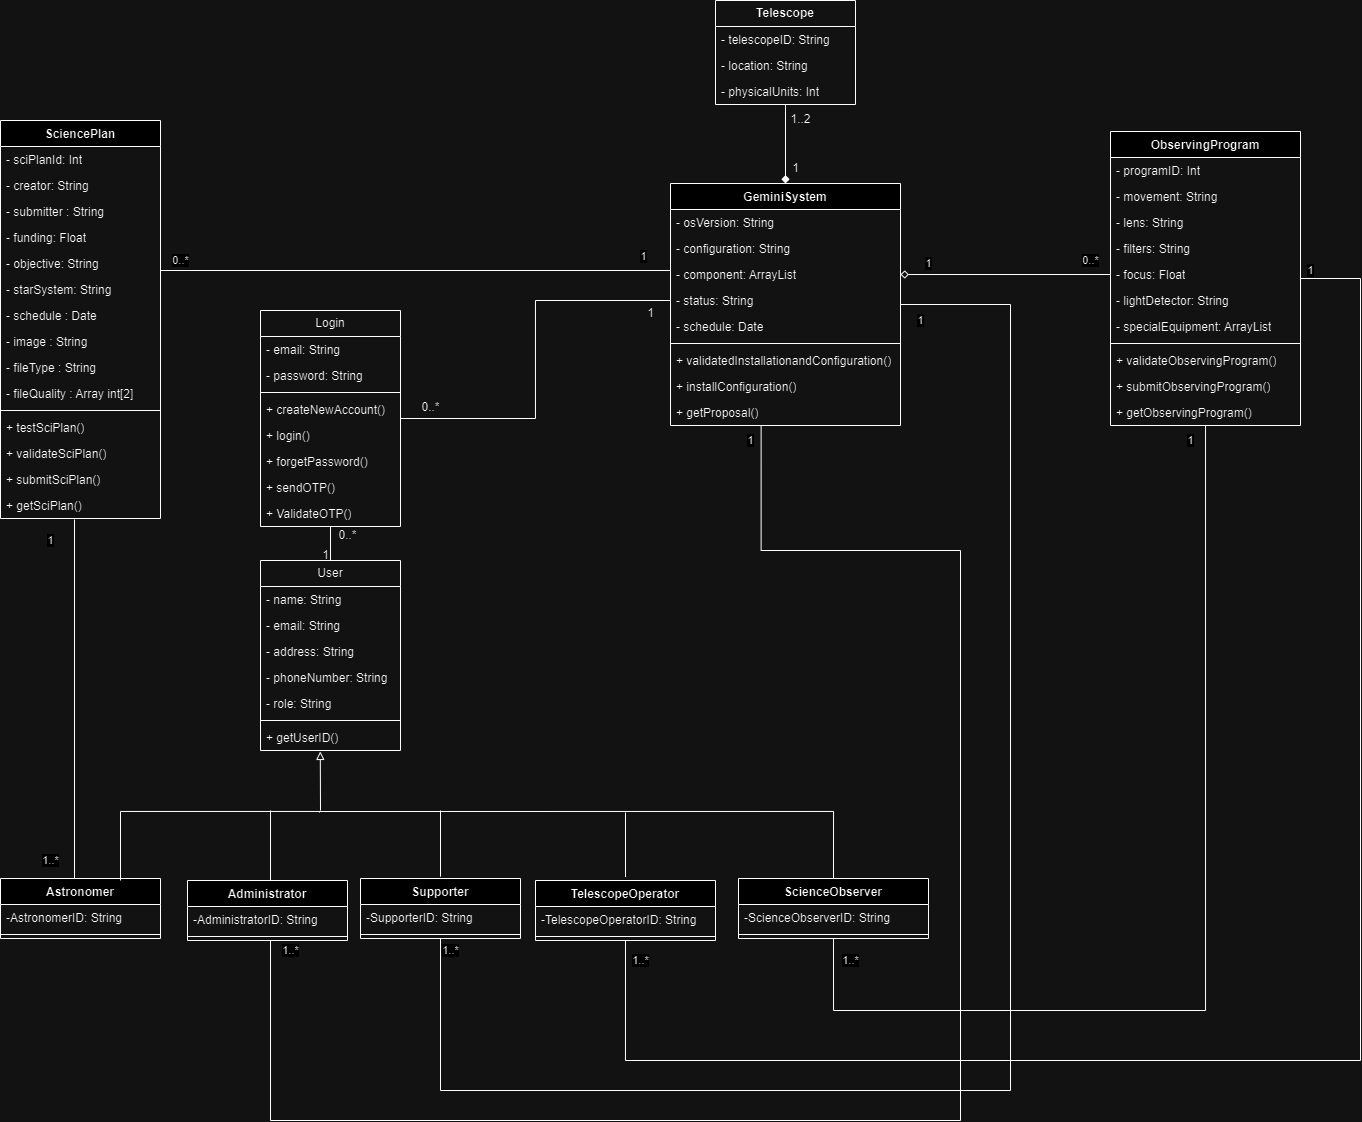 Telescope
- telescopeID: String
- location: String
- physicalUnits: Int
1..2
1
SciencePlan
- sciPlanId: Int
- creator: String
- submitter : String
- funding: Float
- objective: String
- starSystem: String
- schedule : Date
- image : String
- fileType : String
- fileQuality : Array int[2]
+ testSciPlan()
+ validateSciPlan()
+ submitSciPlan()
+ getSciPlan()
0..*
1
1
1..*
GeminiSystem
- osVersion: String
- configuration: String
- component: ArrayList
- status: String
- schedule: Date
+ validatedInstallationandConfiguration()
+ installConfiguration()
+ getProposal()
1
1
1
1
ObservingProgram
- programID: Int
- movement: String
- lens: String
- filters: String
- focus: Float
- lightDetector: String
- specialEquipment: ArrayList
+ validateObservingProgram()
+ submitObservingProgram()
+ getObservingProgram()
0..*
1
1
Login
- email: String
- password: String
+ createNewAccount()
+ login()
+ forgetPassword()
+ sendOTP()
+ ValidateOTP()
0..*
0..*
1
User
- name: String
- email: String
- address: String
- phoneNumber: String
- role: String
+ getUserID()
Astronomer
-AstronomerID: String
Administrator
-AdministratorID: String
1..*
Supporter
-SupporterID: String
1..*
TelescopeOperator
-TelescopeOperatorID: String
1..*
ScienceObserver
-ScienceObserverID: String
1..*